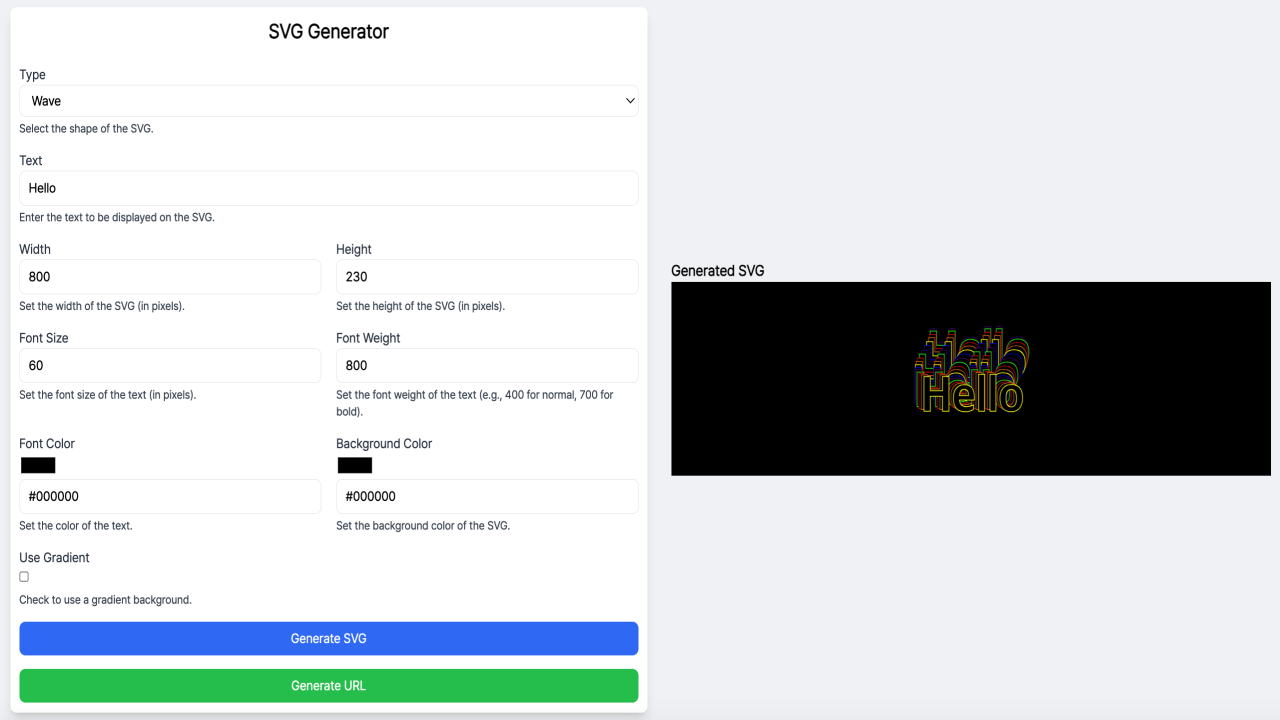 SVG Generator
Type
Wave
Select the shape of the SVG.
Text
Hello
Enter the text to be displayed on the SVG.
Width
Height
800
230
Set the width of the SVG (in pixels).
Set the height of the SVG (in pixels).
Font Size
Font Weight
60
800
Set the font size of the text (in pixels).
Set the font weight of the text (e.g., 400 for normal, 700 for
bold).
Font Color
Background Color
#000000
#000000
Set the color of the text.
Set the background color of the SVG.
Use Gradient
Check to use a gradient background.
Generate SVG
Generate URL
Generated SVG
Hello